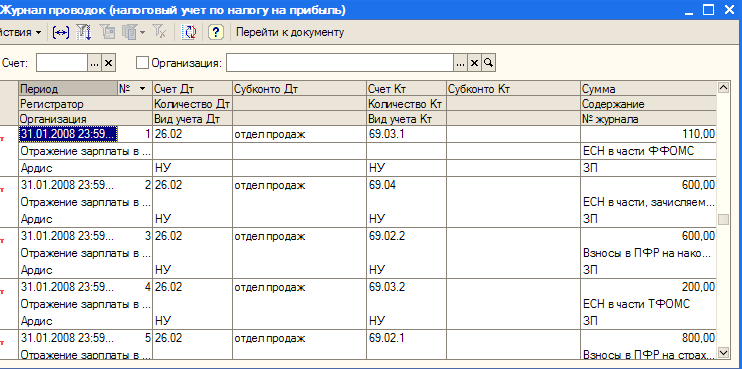 Журнал проводок (налоговый учет по налогу на прибыль)
йствия Перейти к документу
Счет: ... x Организация: ... x
Период № Счет Дт Субконто Дт Счет Кт Субконто Кт Сумма
Регистратор Количество Дт Количество Кт Содержание
Организация Вид учета Дт Вид учета Кт № журнала
31.01.2008 23:59... 1 26.02 отдел продаж 69.03.1 110,00
Отражение зарплаты в ... ЕСН в части ФФОМС
Ардис НУ НУ ЗП
31.01.2008 23:59... 2 26.02 отдел продаж 69.04 600,00
Отражение зарплаты в ... ЕСН в части, зачисляем...
Ардис НУ НУ ЗП
31.01.2008 23:59... 3 26.02 отдел продаж 69.02.2 600,00
Отражение зарплаты в ... Взносы в ПФР на нако...
Ардис НУ НУ ЗП
31.01.2008 23:59... 4 26.02 отдел продаж 69.03.2 200,00
Отражение зарплаты в ... ЕСН в части ТФОМС
Ардис НУ НУ ЗП
31.01.2008 23:59... 5 26.02 отдел продаж 69.02.1 800,00
Отражение зарплаты в ... Взносы в ПФР на страх...